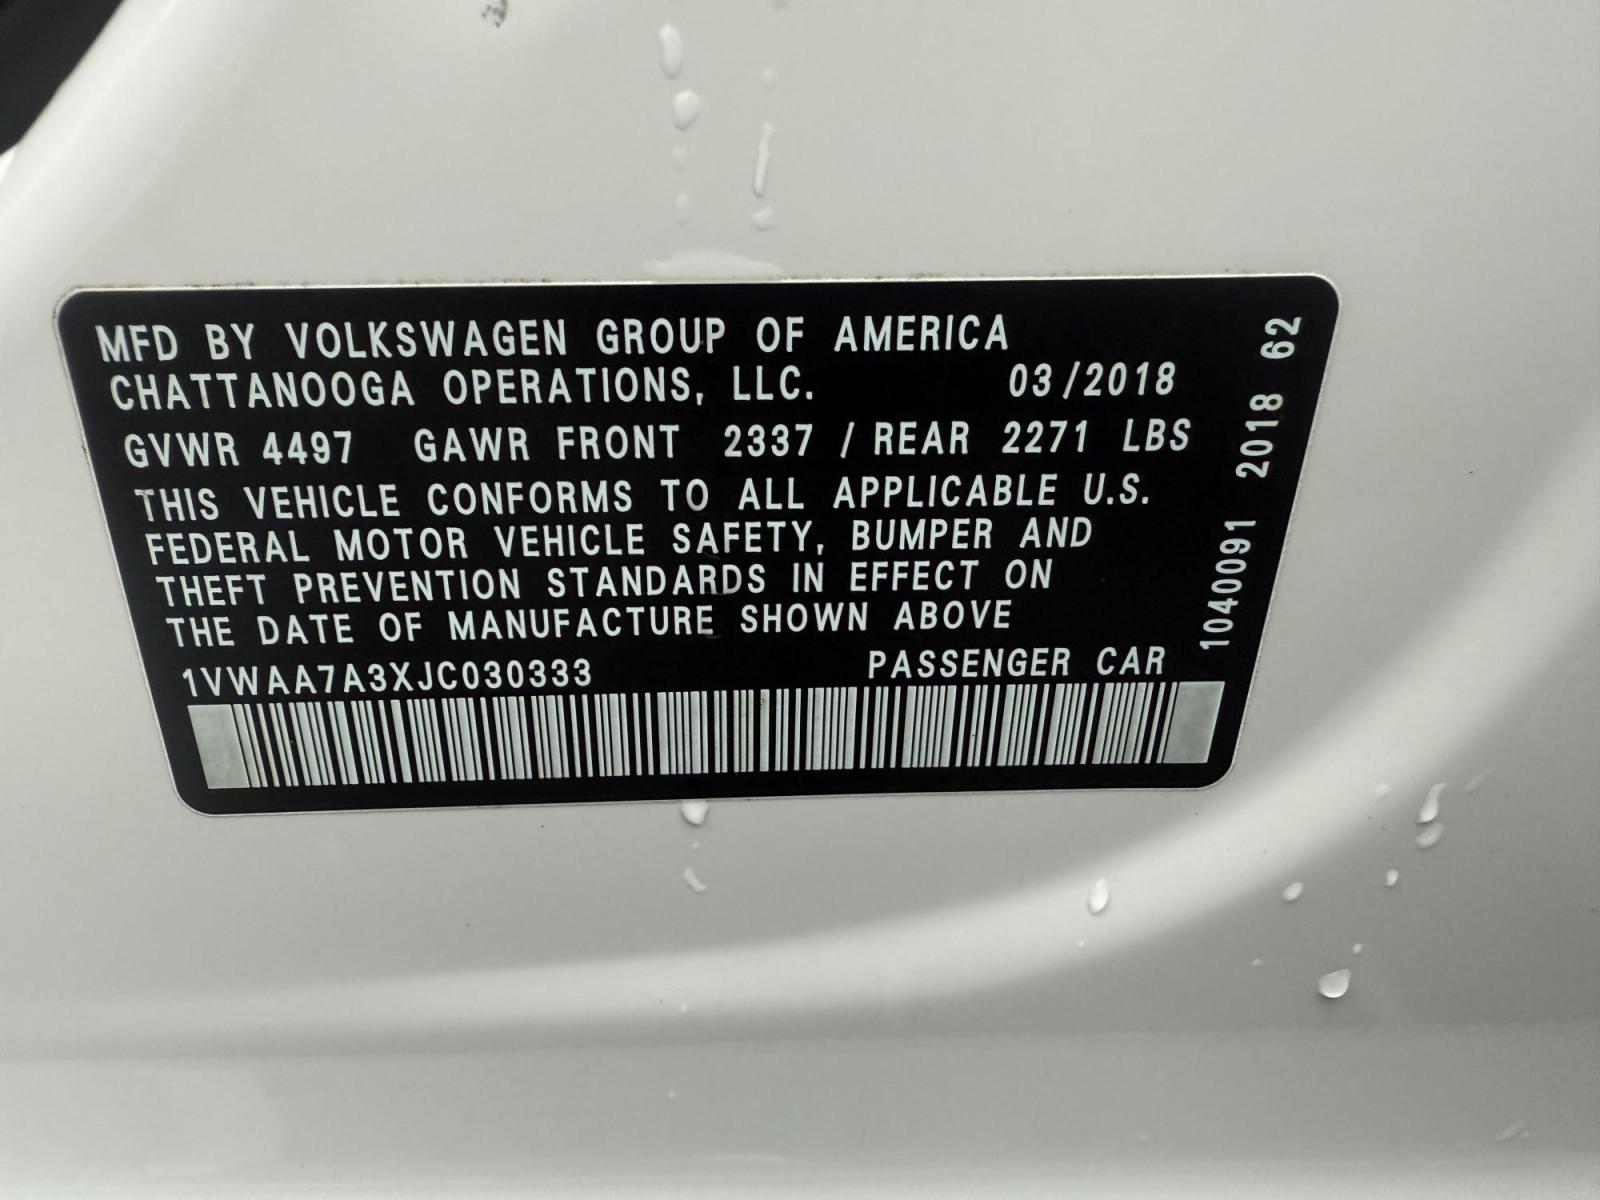 MFD BY VOLKSWAGEN GROUP OF AMERICA
CHATTANOOGA OPERATIONS, LLC. 03/2018
GVWR 4497 GAWR FRONT 2337 / REAR 2271 LBS
THIS VEHICLE CONFORMS TO ALL APPLICABLE U.S.
FEDERAL MOTOR VEHICLE SAFETY, BUMPER AND
THEFT PREVENTION STANDARDS IN EFFECT ON
THE DATE OF MANUFACTURE SHOWN ABOVE
1VWAA7A3XJC030333 PASSENGER CAR
1040091 2018 62